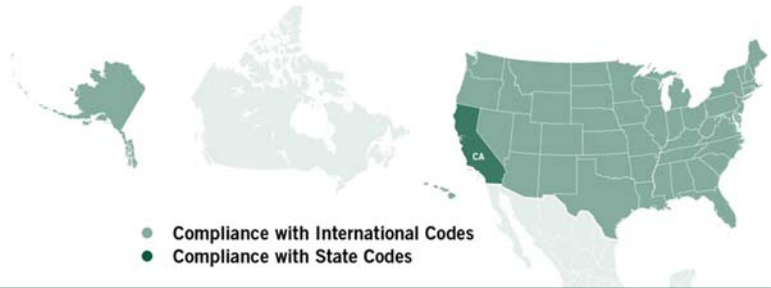 CA
Compliance with International Codes
Compliance with State Codes